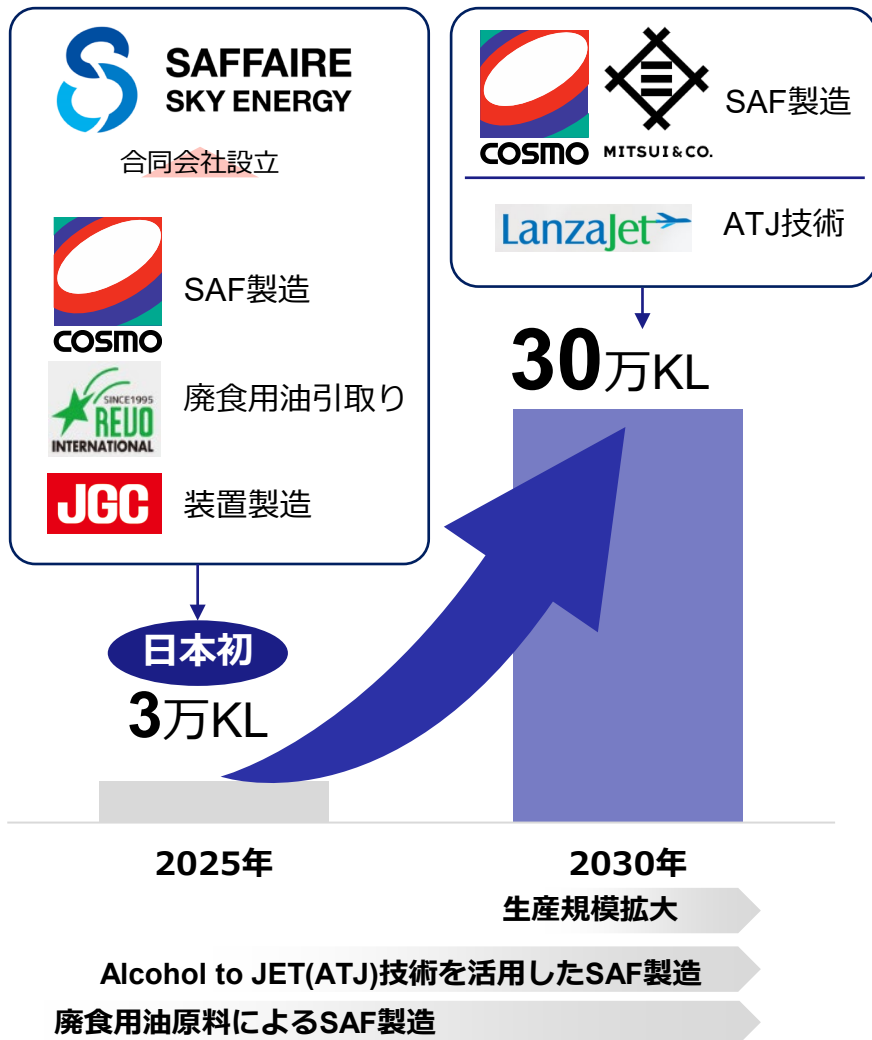 SAFFAIRE
SKY ENERGY
合同会社設立
COSMO
SAF製造
SINCE1995
REVO
INTERNATIONAL
廃食用油引取り
JGC
装置製造
COSMO
MITSUI&CO.
SAF製造
LanzaJet
ATJ技術
日本初
3万KL
30万KL
2025年
2030年
生産規模拡大
Alcohol to JET(ATJ)技術を活用したSAF製造
廃食用油原料によるSAF製造